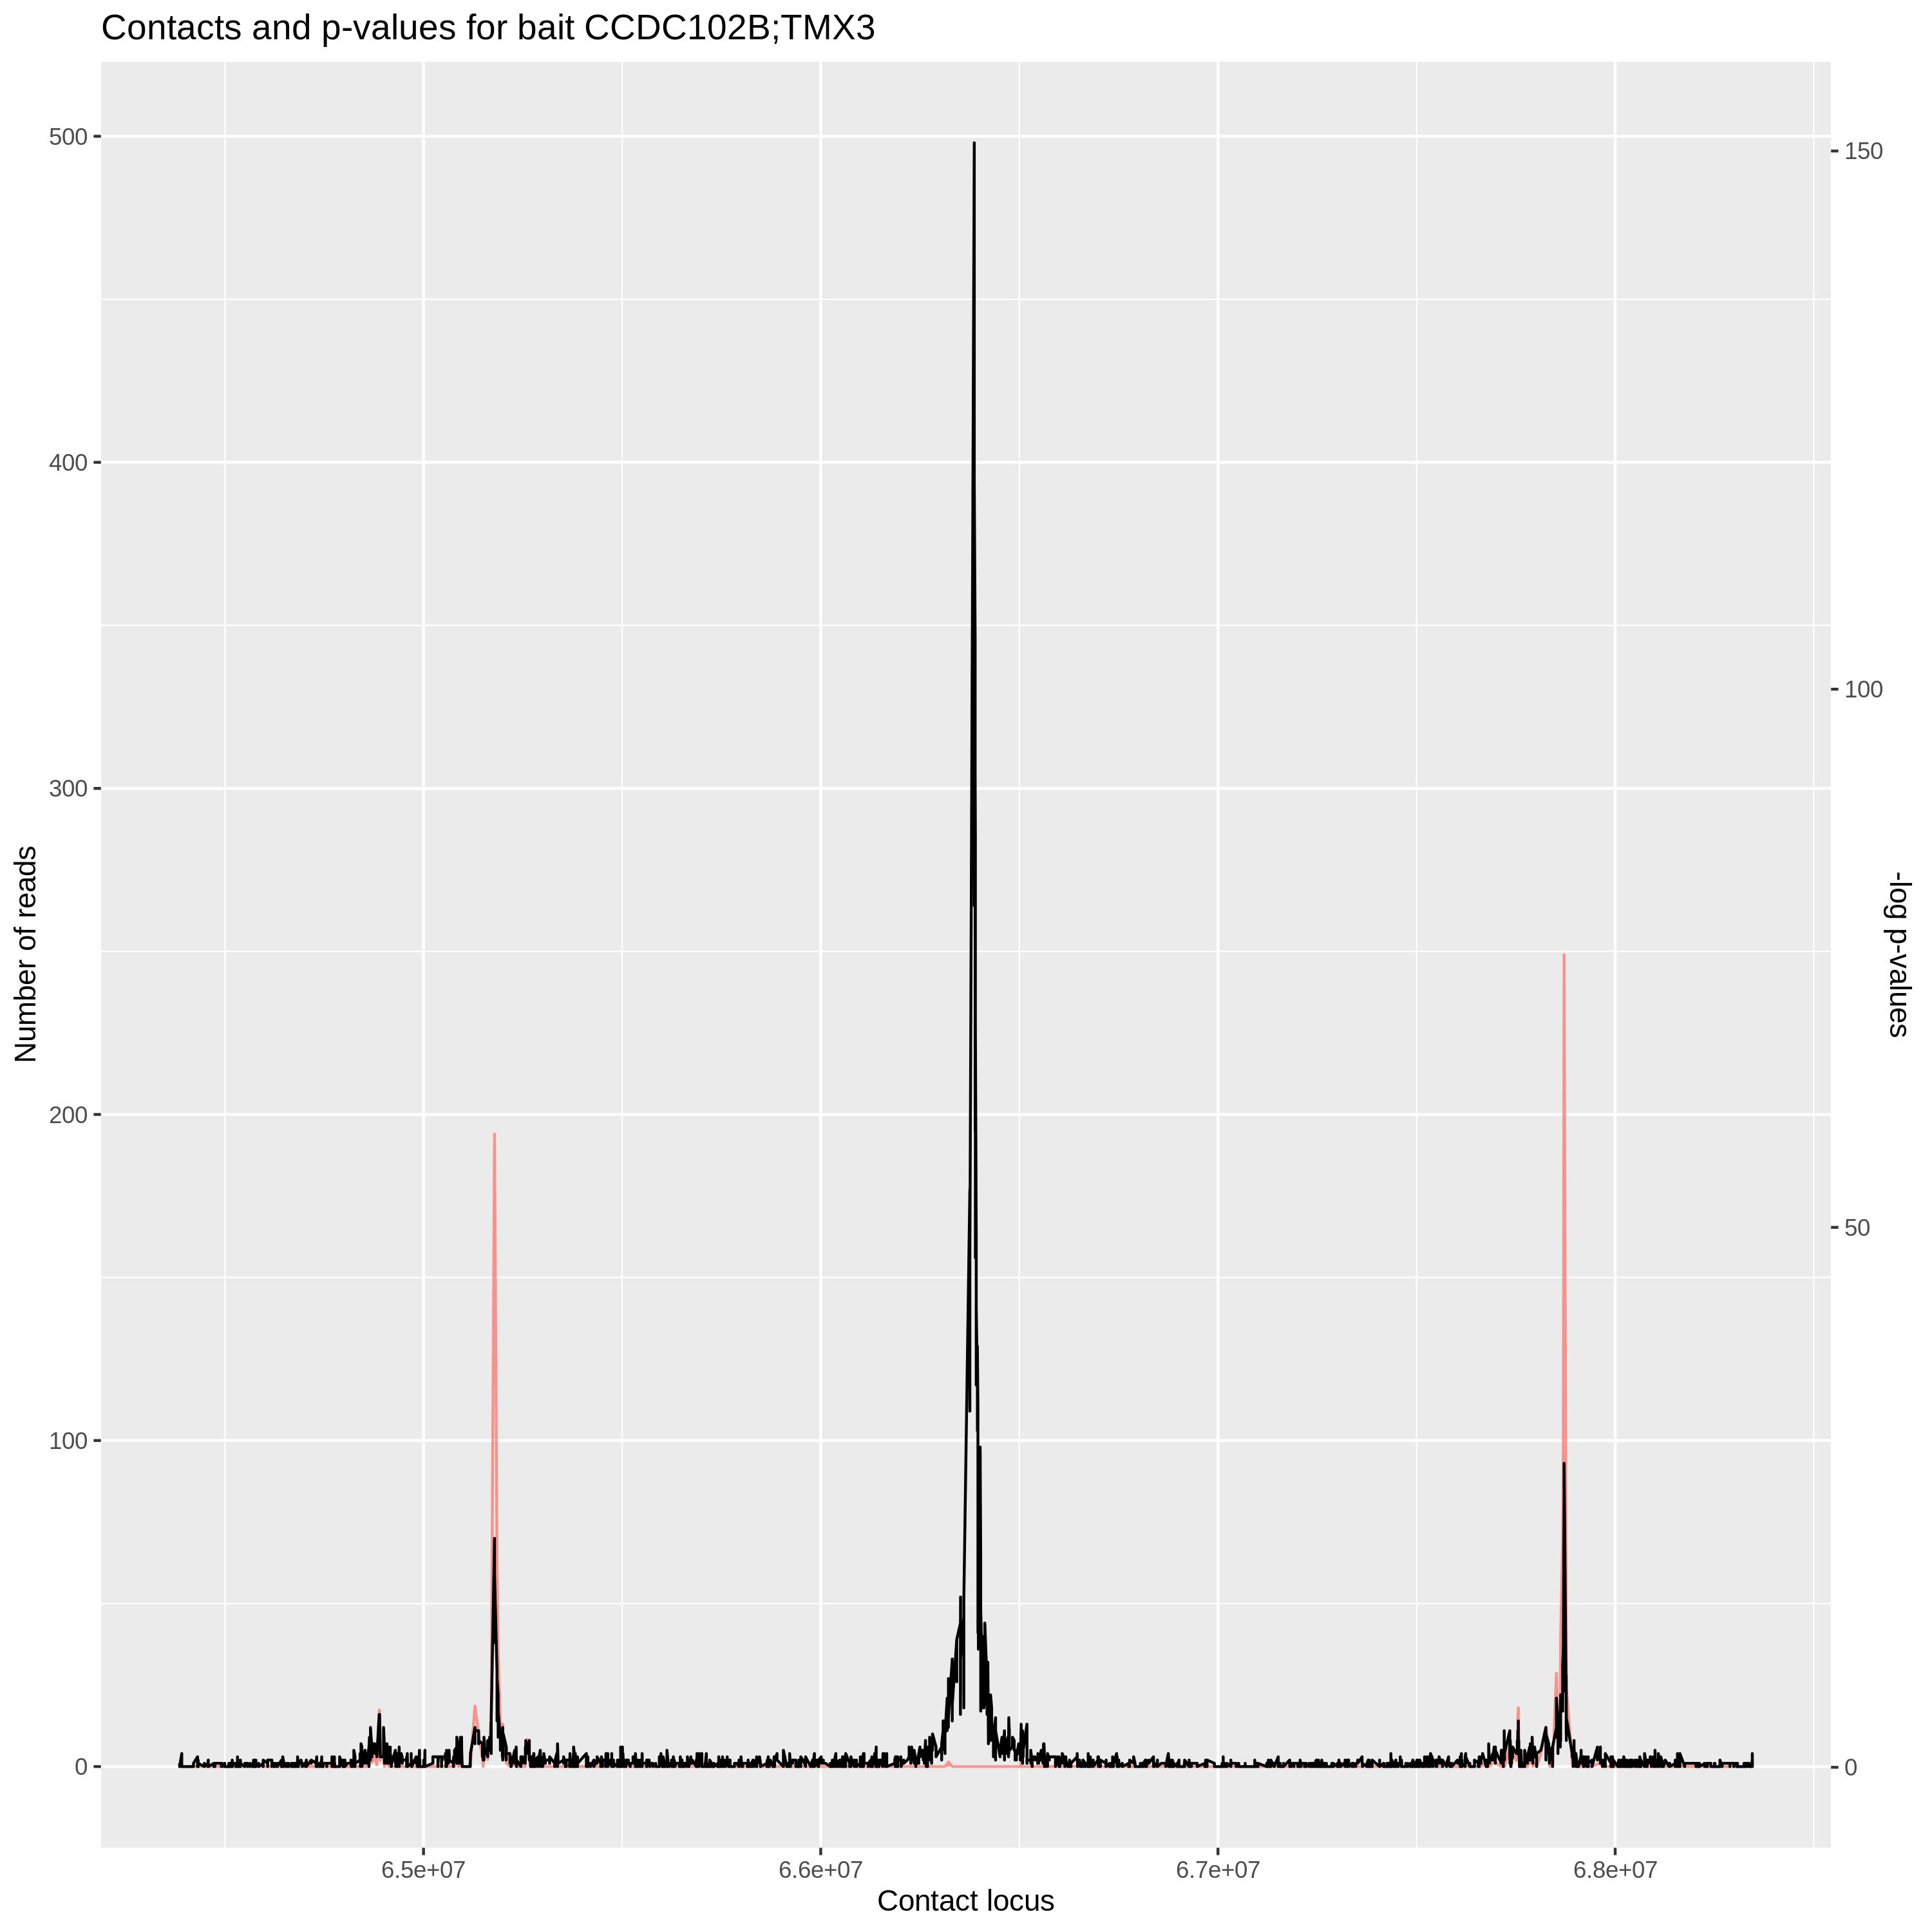 Contacts and p-values for bait CCDC102B;TMX3
500
400
300
200
100
0
Number of reads
150
100
50
0
-log p-values
6.5e+07 6.6e+07 6.7e+07 6.8e+07
Contact locus